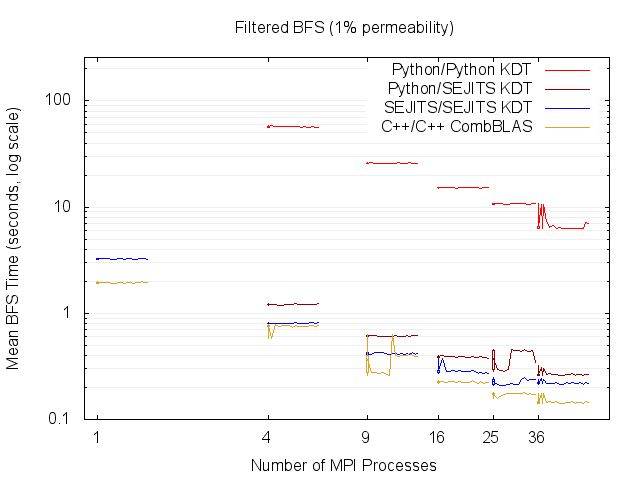 Filtered BFS (1% permeability)
Python/Python KDT
Python/SEJITS KDT
SEJITS/SEJITS KDT
C++/C++ CombBLAS
Mean BFS Time (seconds, log scale)
100
10
1
0.1
1 4 9 16 25 36
Number of MPI Processes